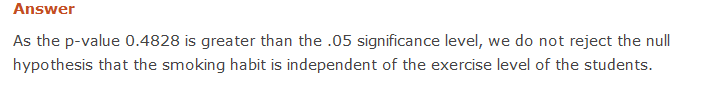 Answer
As the p-value 0.4828 is greater than the .05 significance level, we do not reject the null
hypothesis that the smoking habit is independent of the exercise level of the students.